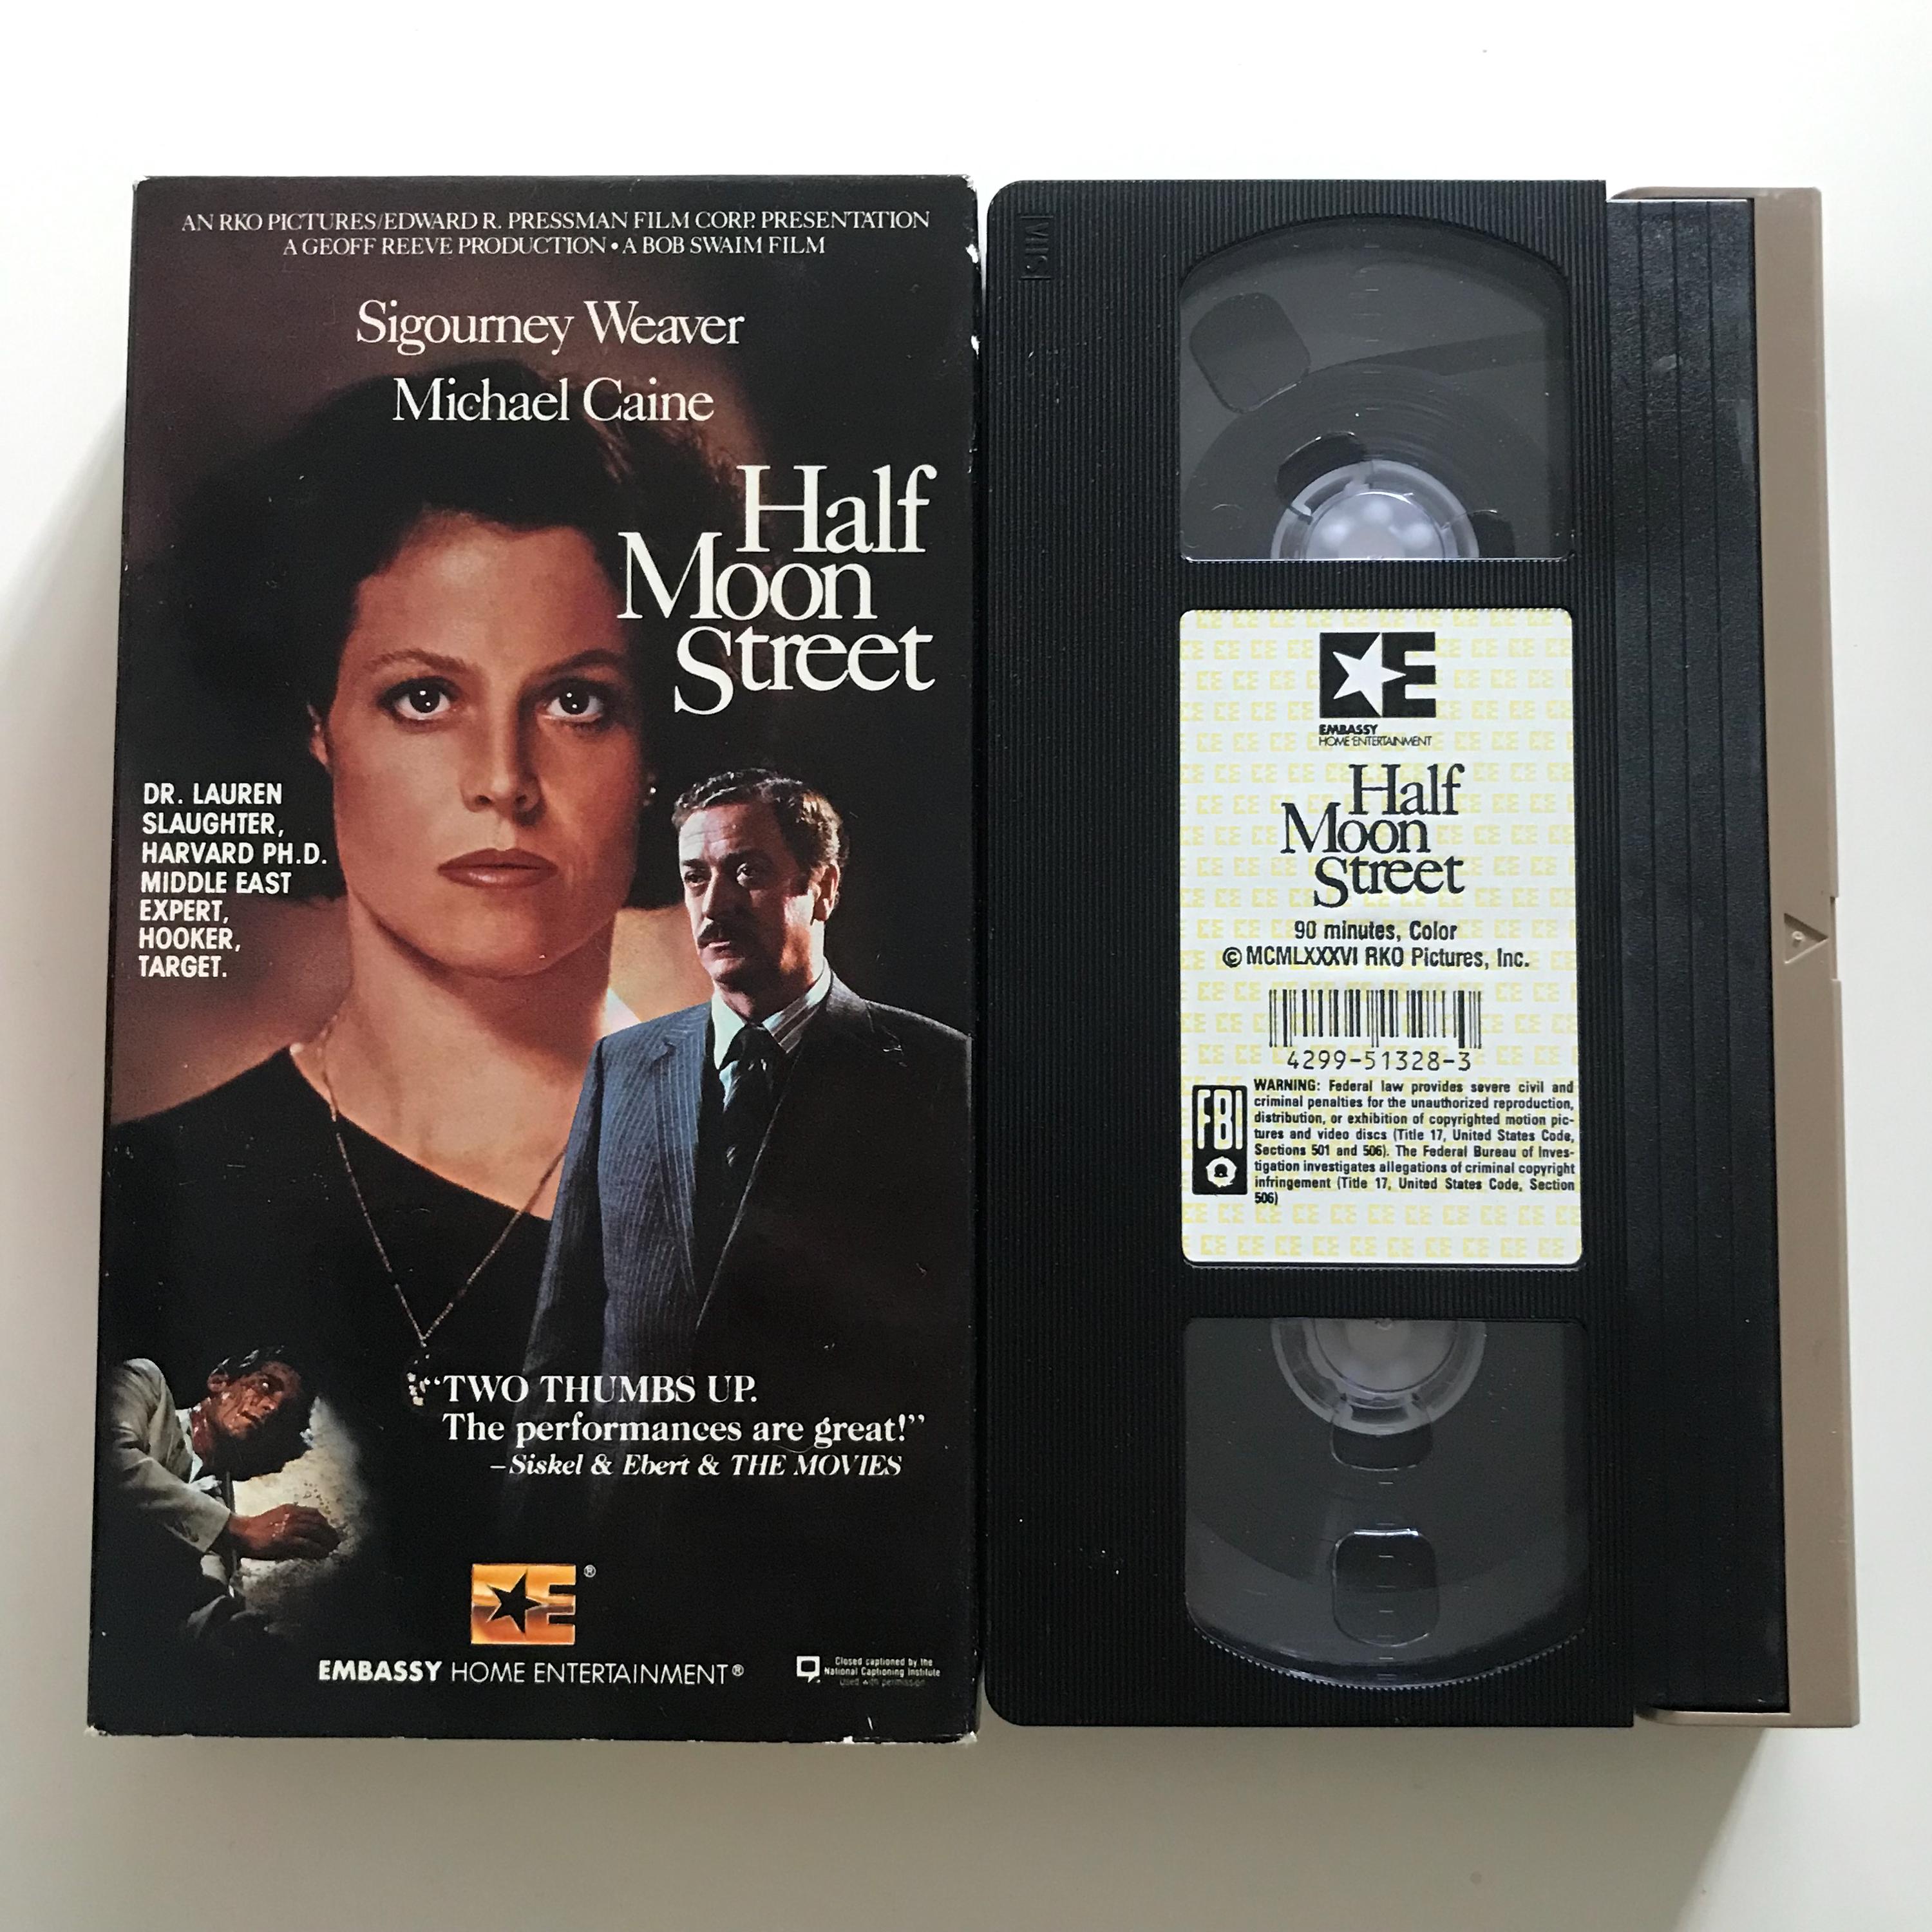 AN RKO PICTURES/EDWARD R. PRESSMAN FILM CORP. PRESENTATION
A GEOFF REEVE PRODUCTION • A BOB SWAIM FILM
Sigourney Weaver
Michael Caine
Half
Moon
Street
DR. LAUREN
SLAUGHTER,
HARVARD PH.D.
MIDDLE EAST
EXPERT,
HOOKER,
TARGET.
“TWO THUMBS UP.
The performances are great!”
–Siskel & Ebert & THE MOVIES
E®
EMBASSY HOME ENTERTAINMENT®
Closed captioned by the
National Captioning Institute
Used with permission
VHS
E
EMBASSY
HOME ENTERTAINMENT
Half
Moon
Street
90 minutes, Color
© MCMLXXXVI RKO Pictures, Inc.
4299-51328-3
FBI
WARNING: Federal law provides severe civil and
criminal penalties for the unauthorized reproduction,
distribution, or exhibition of copyrighted motion pic-
tures and video discs (Title 17, United States Code,
Sections 501 and 506). The Federal Bureau of Inves-
tigation investigates allegations of criminal copyright
infringement (Title 17, United States Code, Section
506)